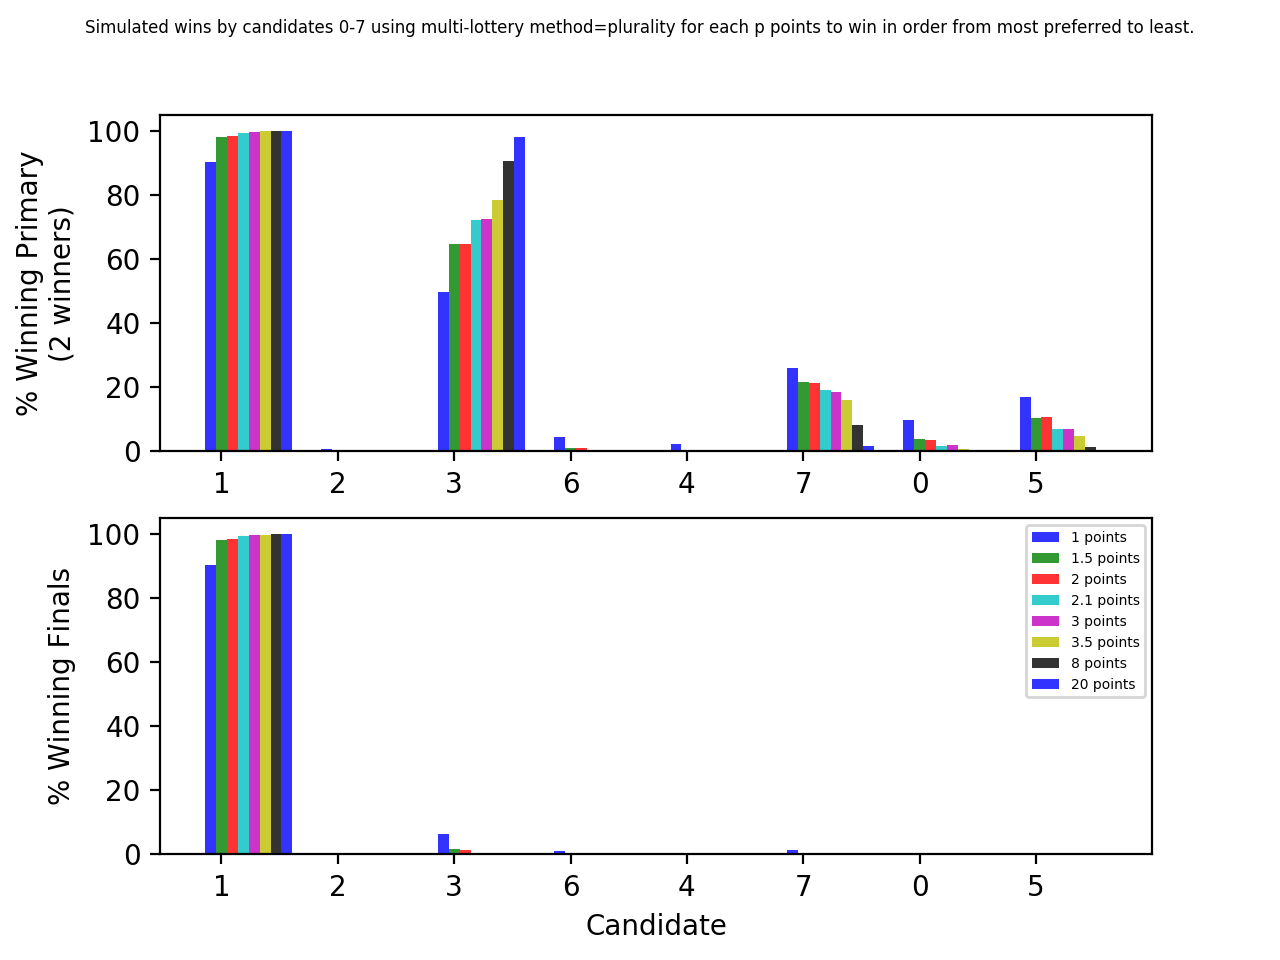 Simulated wins by candidates 0-7 using multi-lottery method=plurality for each p points to win in order from most preferred to least.
% Winning Primary
(2 winners)
100
80
60
40
20
0
1 2 3 6 4 7 0 5
% Winning Finals
100
80
60
40
20
0
1 points
1.5 points
2 points
2.1 points
3 points
3.5 points
8 points
20 points
1 2 3 6 4 7 0 5
Candidate